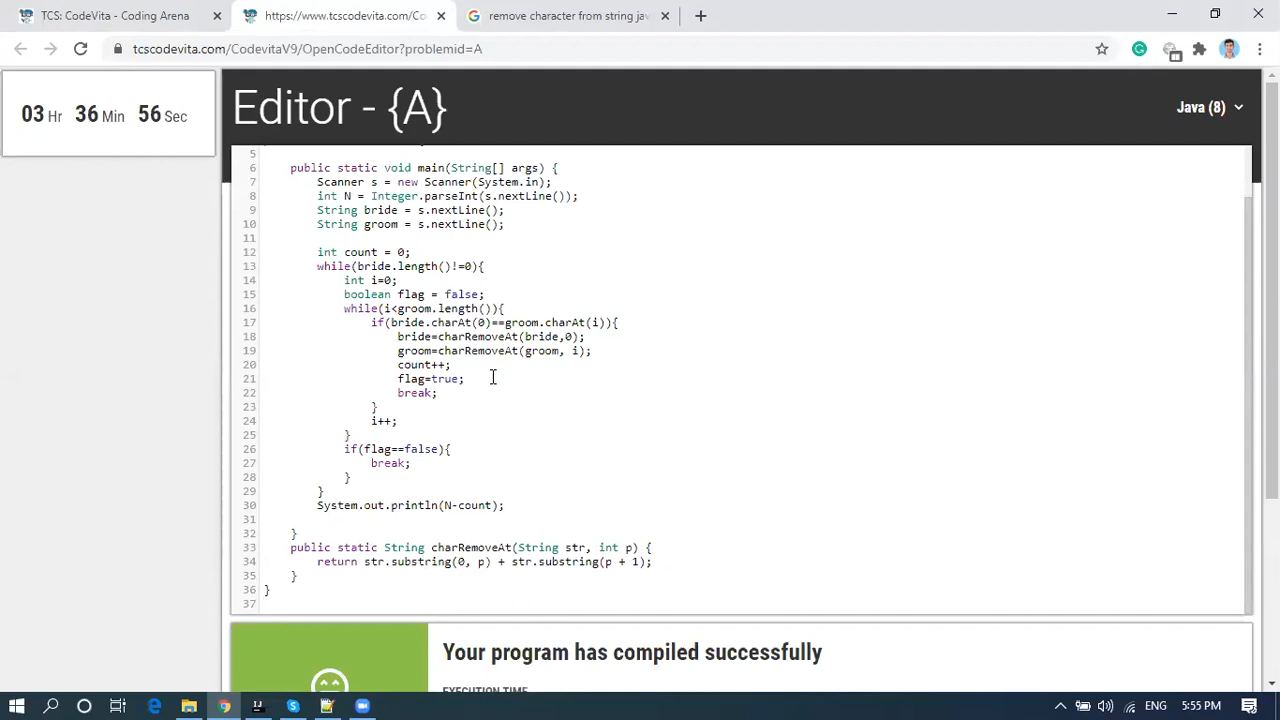 TCS: CodeVita - Coding Arena
https://www.tcscodevita.com/Co
remove character from string jav
tcscodevita.com/CodevitaV9/OpenCodeEditor?problemid=A
03 Hr 36 Min 56 Sec
Editor - {A}
Java (8)
5
6 public static void main(String[] args) {
7 Scanner s = new Scanner(System.in);
8 int N = Integer.parseInt(s.nextLine());
9 String bride = s.nextLine();
10 String groom = s.nextLine();
11
12 int count = 0;
13 while(bride.length()!=0){
14 int i=0;
15 boolean flag = false;
16 while(i<groom.length()){
17 if(bride.charAt(0)==groom.charAt(i)){
18 bride=charRemoveAt(bride,0);
19 groom=charRemoveAt(groom, i);
20 count++;
21 flag=true;
22 break;
23 }
24 i++;
25 }
26 if(flag==false){
27 break;
28 }
29 }
30 System.out.println(N-count);
31
32 }
33 public static String charRemoveAt(String str, int p) {
34 return str.substring(0, p) + str.substring(p + 1);
35 }
36 }
37
Your program has compiled successfully
EXECUTION TIME
ENG
5:55 PM